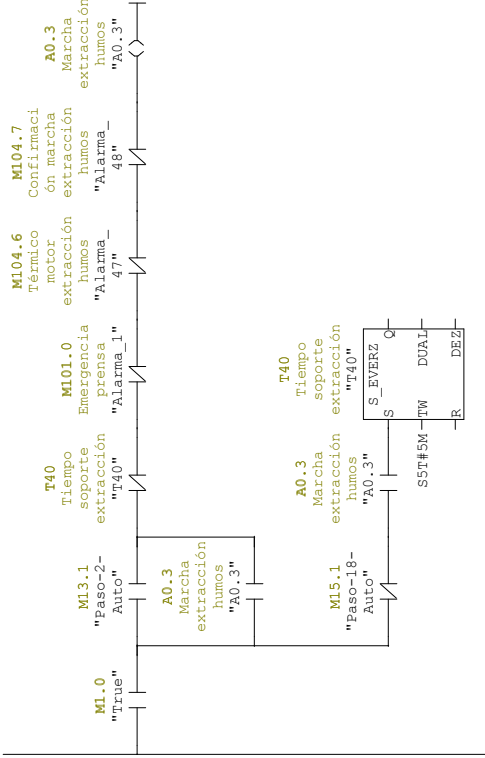 M1.0
"True"
M13.1
"Paso-2-
Auto"
T40
Tiempo
soporte
extracción
"T40"
M101.0
Emergencia
prensa
"Alarma_1"
M104.6
Térmico
motor
extracción
humos
"Alarma_
47"
M104.7
Confirmaci
ón marcha
extracción
humos
"Alarma_
48"
A0.3
Marcha
extracción
humos
"A0.3"
A0.3
Marcha
extracción
humos
"A0.3"
M15.1
"Paso-18-
Auto"
A0.3
Marcha
extracción
humos
"A0.3"
T40
Tiempo
soporte
extracción
"T40"
S_EVERZ
S
Q
S5T#5M
TW
DUAL
R
DEZ